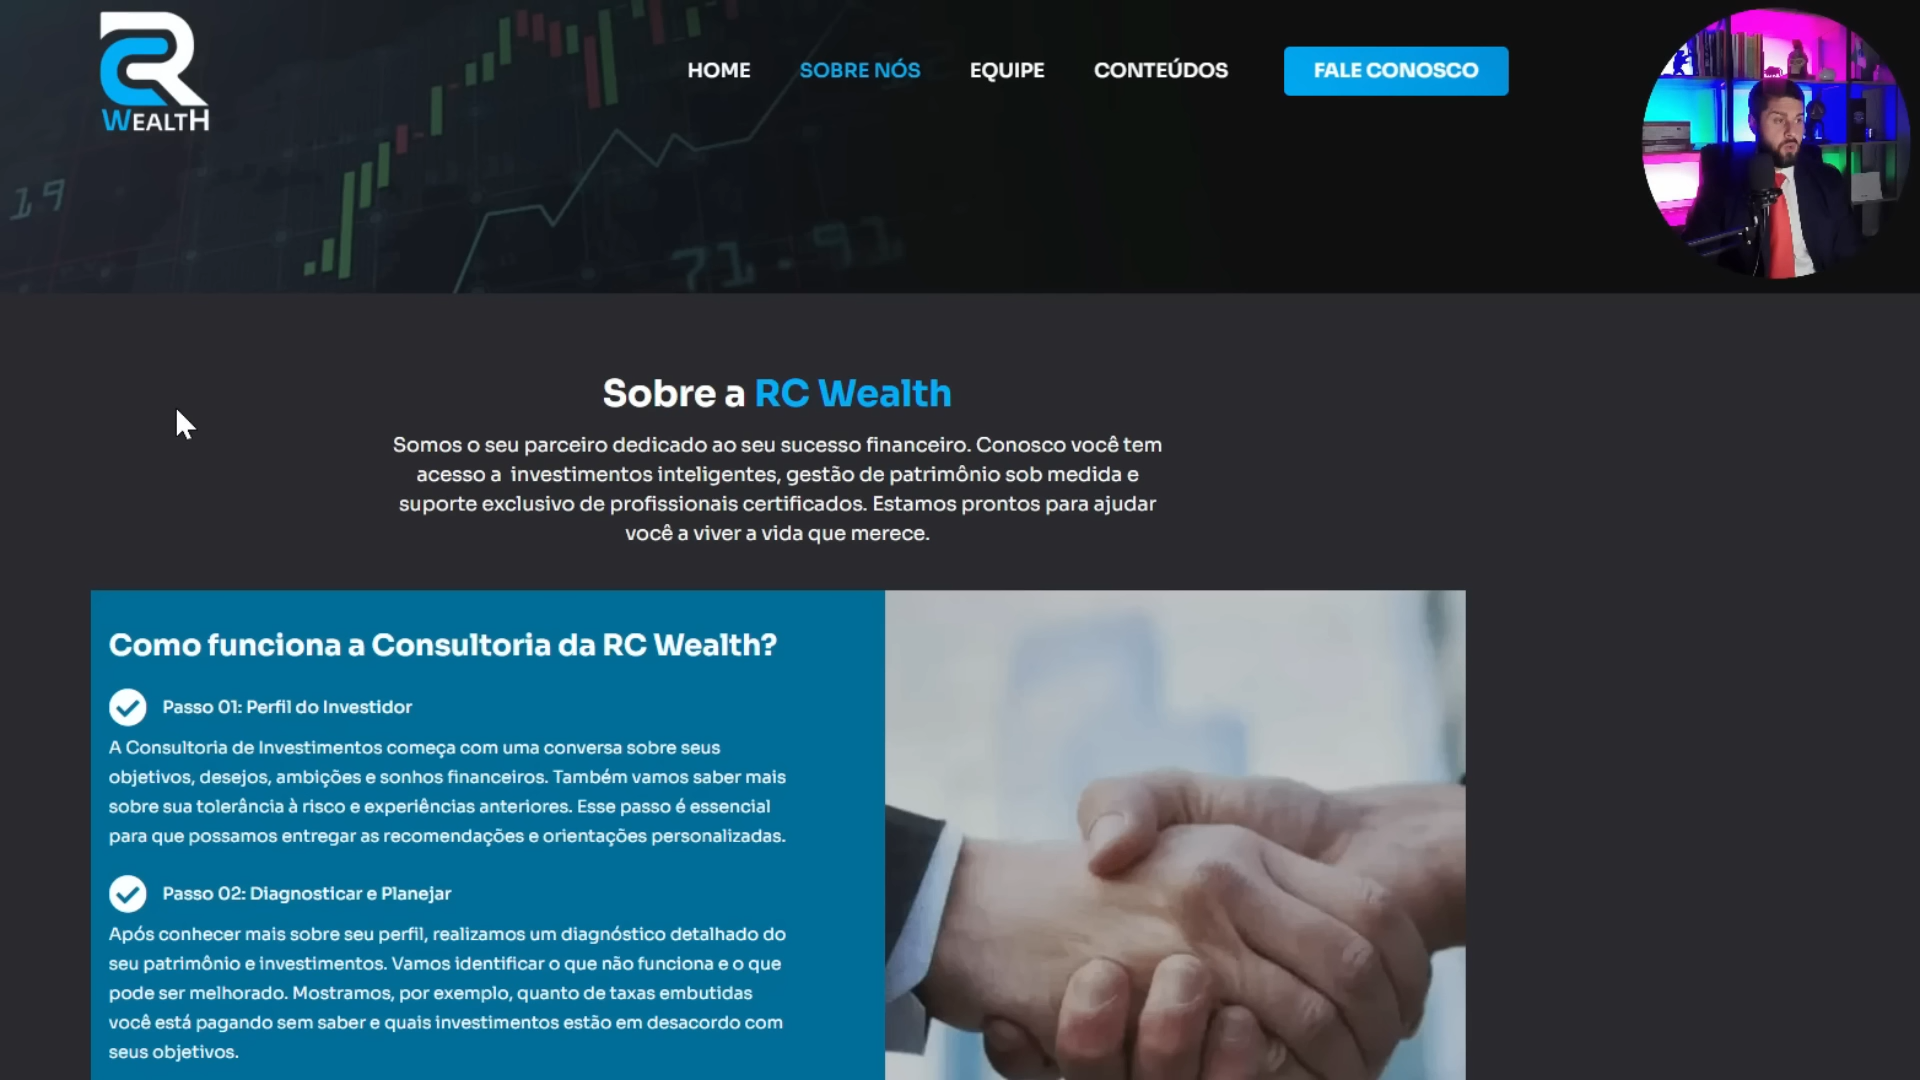 WEALTH
HOME
SOBRE NÓS
EQUIPE
CONTEÚDOS
FALE CONOSCO
19
71.91
Sobre a RC Wealth
Somos o seu parceiro dedicado ao seu sucesso financeiro. Conosco você tem
acesso a investimentos inteligentes, gestão de patrimônio sob medida e
suporte exclusivo de profissionais certificados. Estamos prontos para ajudar
você a viver a vida que merece.
Como funciona a Consultoria da RC Wealth?
Passo 01: Perfil do Investidor
A Consultoria de Investimentos começa com uma conversa sobre seus
objetivos, desejos, ambições e sonhos financeiros. Também vamos saber mais
sobre sua tolerância à risco e experiências anteriores. Esse passo é essencial
para que possamos entregar as recomendações e orientações personalizadas.
Passo 02: Diagnosticar e Planejar
Após conhecer mais sobre seu perfil, realizamos um diagnóstico detalhado do
seu patrimônio e investimentos. Vamos identificar o que não funciona e o que
pode ser melhorado. Mostramos, por exemplo, quanto de taxas embutidas
você está pagando sem saber e quais investimentos estão em desacordo com
seus objetivos.